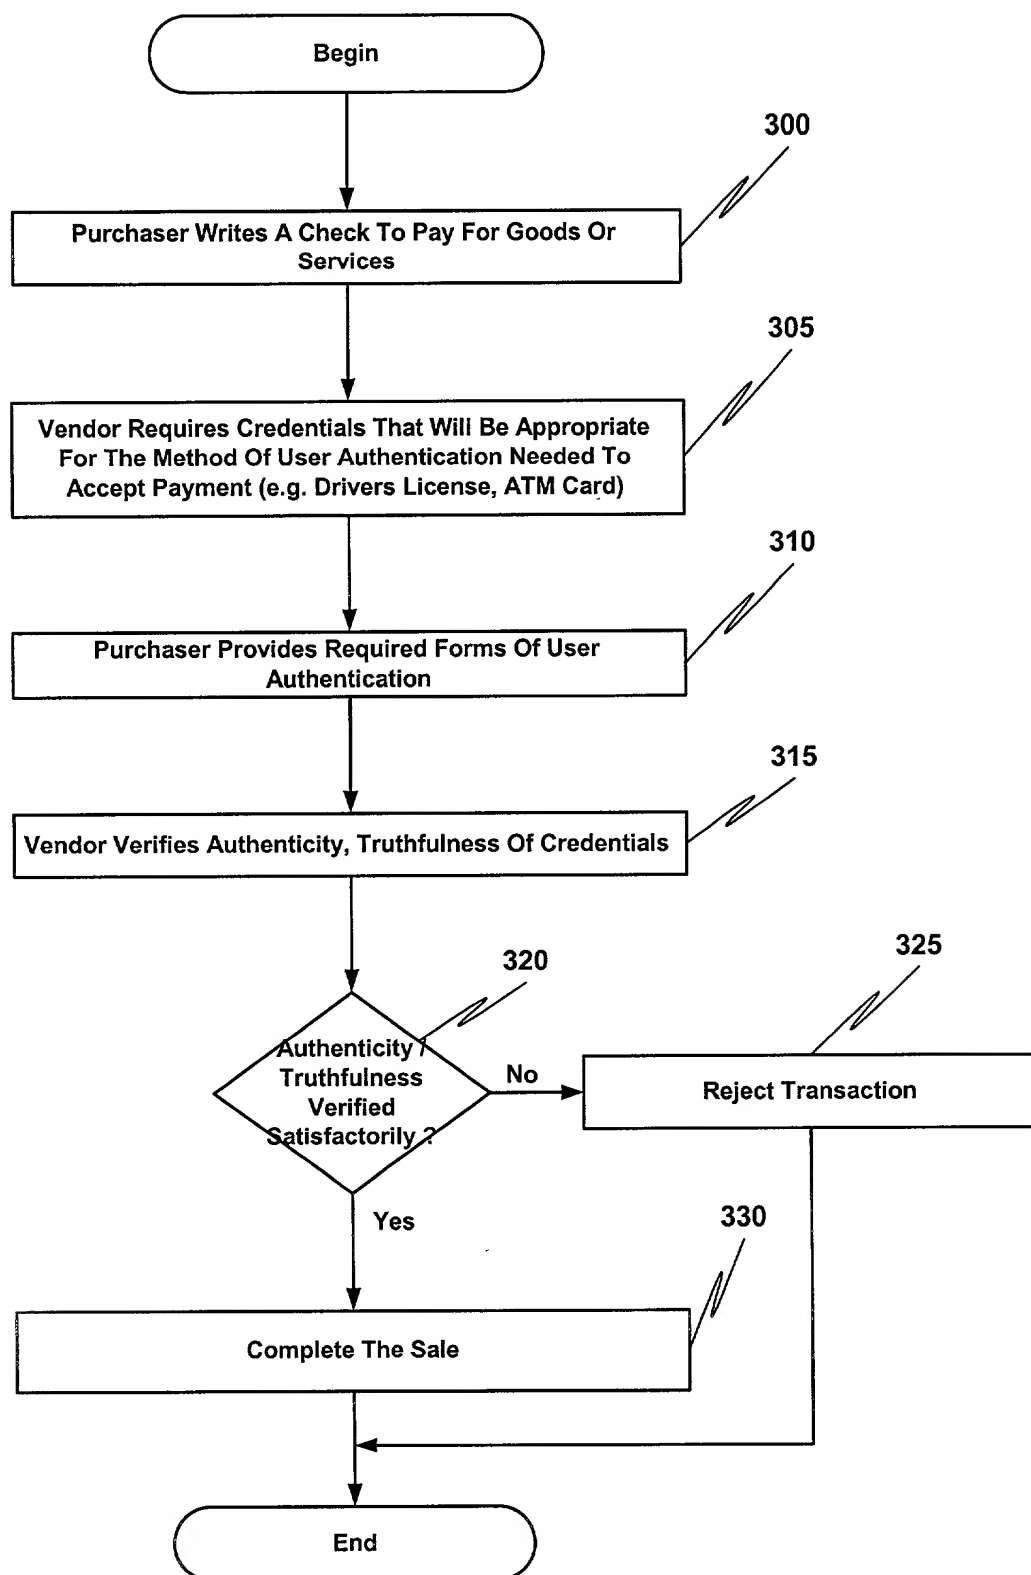 Begin
300
Purchaser Writes A Check To Pay For Goods Or
Services
305
Vendor Requires Credentials That Will Be Appropriate
For The Method Of User Authentication Needed To
Accept Payment (e.g. Drivers License, ATM Card)
310
Purchaser Provides Required Forms Of User
Authentication
315
Vendor Verifies Authenticity, Truthfulness Of Credentials
320
325
Authenticity /
Truthfulness
Verified
Satisfactorily ?
No
Reject Transaction
Yes
330
Complete The Sale
End